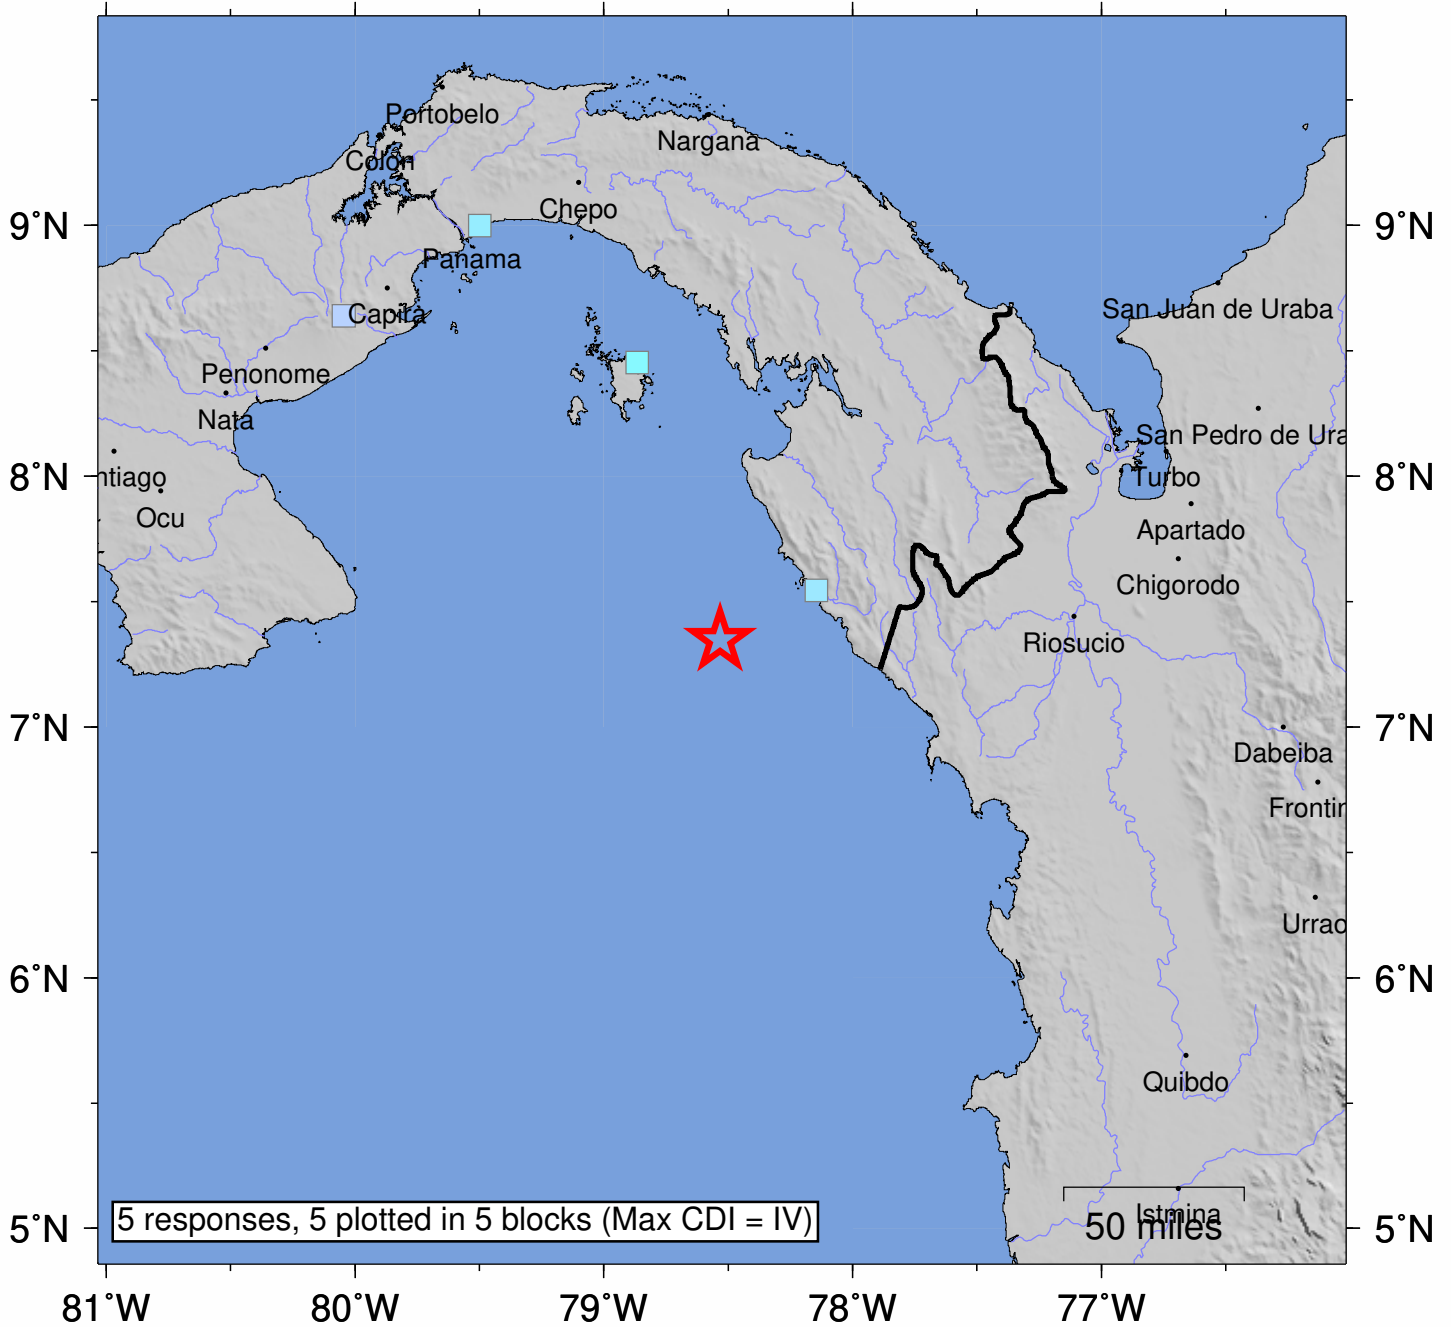 Portobelo
Colon
Nargana
Chepo
9°N
9°N
Panama
Capira
San Juan de Uraba
Penonome
Nata
San Pedro de Ura
8°N
ntiago
Turbo
8°N
Ocu
Apartado
Chigorodo
Riosucio
7°N
7°N
Dabeiba
Frontin
Urrao
6°N
6°N
Quibdo
5 responses, 5 plotted in 5 blocks (Max CDI = IV)
Istmina
50 miles
5°N
5°N
81°W
80°W
79°W
78°W
77°W